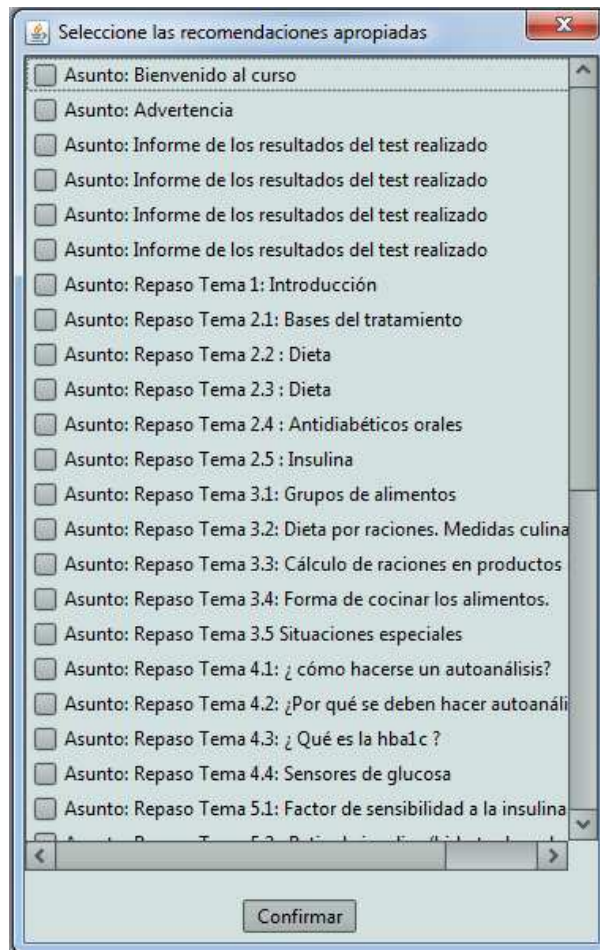 Seleccione las recomendaciones apropiadas
Asunto: Bienvenido al curso
Asunto: Advertencia
Asunto: Informe de los resultados del test realizado
Asunto: Informe de los resultados del test realizado
Asunto: Informe de los resultados del test realizado
Asunto: Informe de los resultados del test realizado
Asunto: Repaso Tema 1: Introducción
Asunto: Repaso Tema 2.1: Bases del tratamiento
Asunto: Repaso Tema 2.2 : Dieta
Asunto: Repaso Tema 2.3 : Dieta
Asunto: Repaso Tema 2.4 : Antidiabéticos orales
Asunto: Repaso Tema 2.5 : Insulina
Asunto: Repaso Tema 3.1: Grupos de alimentos
Asunto: Repaso Tema 3.2: Dieta por raciones. Medidas culina
Asunto: Repaso Tema 3.3: Cálculo de raciones en productos
Asunto: Repaso Tema 3.4: Forma de cocinar los alimentos.
Asunto: Repaso Tema 3.5 Situaciones especiales
Asunto: Repaso Tema 4.1: ¿ cómo hacerse un autoanálisis?
Asunto: Repaso Tema 4.2: ¿Por qué se deben hacer autoanáli
Asunto: Repaso Tema 4.3: ¿ Qué es la hba1c ?
Asunto: Repaso Tema 4.4: Sensores de glucosa
Asunto: Repaso Tema 5.1: Factor de sensibilidad a la insulina
Confirmar